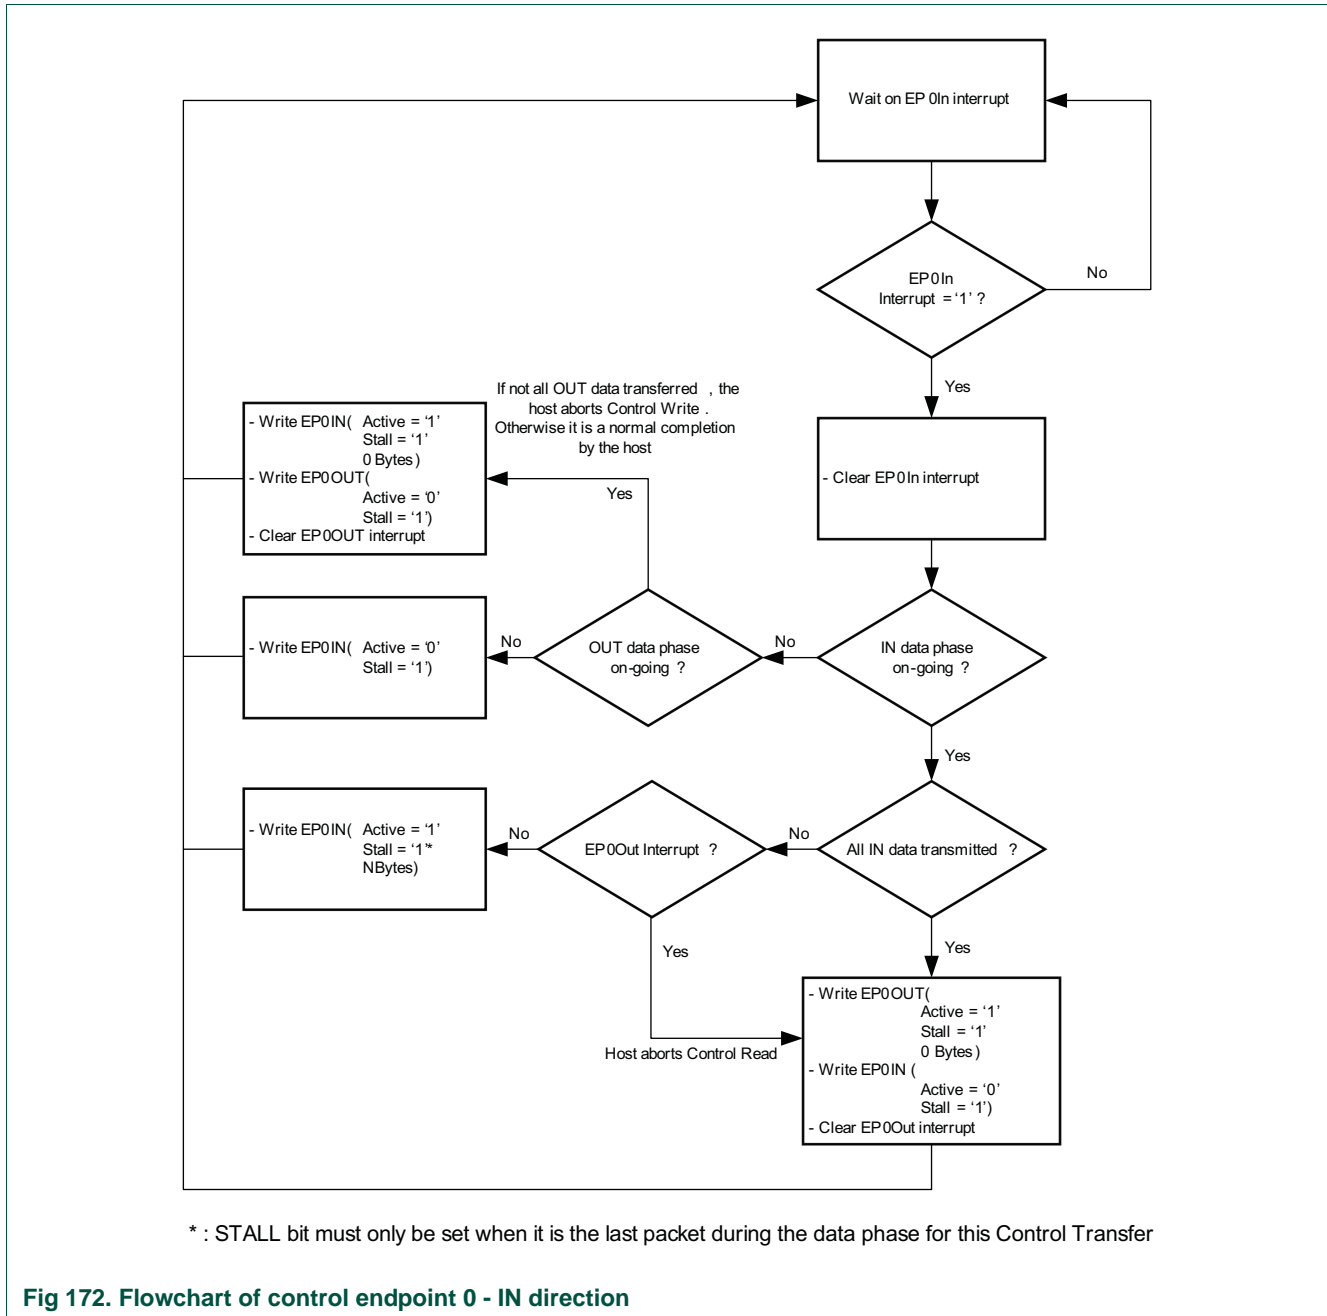 Wait on EP0In interrupt
EP0In
Interrupt = ‘1’ ?
No
Yes
If not all OUT data transferred , the
host aborts Control Write .
Otherwise it is a normal completion
by the host
- Write EP0IN( Active = ‘1’
Stall = ‘1’
0 Bytes)
- Write EP0OUT(
Active = ‘0’
Stall = ‘1’)
- Clear EP0OUT interrupt
Yes
- Clear EP0In interrupt
- Write EP0IN( Active = ‘0’
Stall = ‘1’)
No
OUT data phase
on-going ?
No
IN data phase
on-going ?
Yes
- Write EP0IN( Active = ‘1’
Stall = ‘1’*
NBytes)
No
EP0Out Interrupt ?
No
All IN data transmitted ?
Yes
Yes
Host aborts Control Read
- Write EP0OUT(
Active = ‘1’
Stall = ‘1’
0 Bytes)
- Write EP0IN (
Active = ‘0’
Stall = ‘1’)
- Clear EP0Out interrupt
* : STALL bit must only be set when it is the last packet during the data phase for this Control Transfer
Fig 172. Flowchart of control endpoint 0 - IN direction